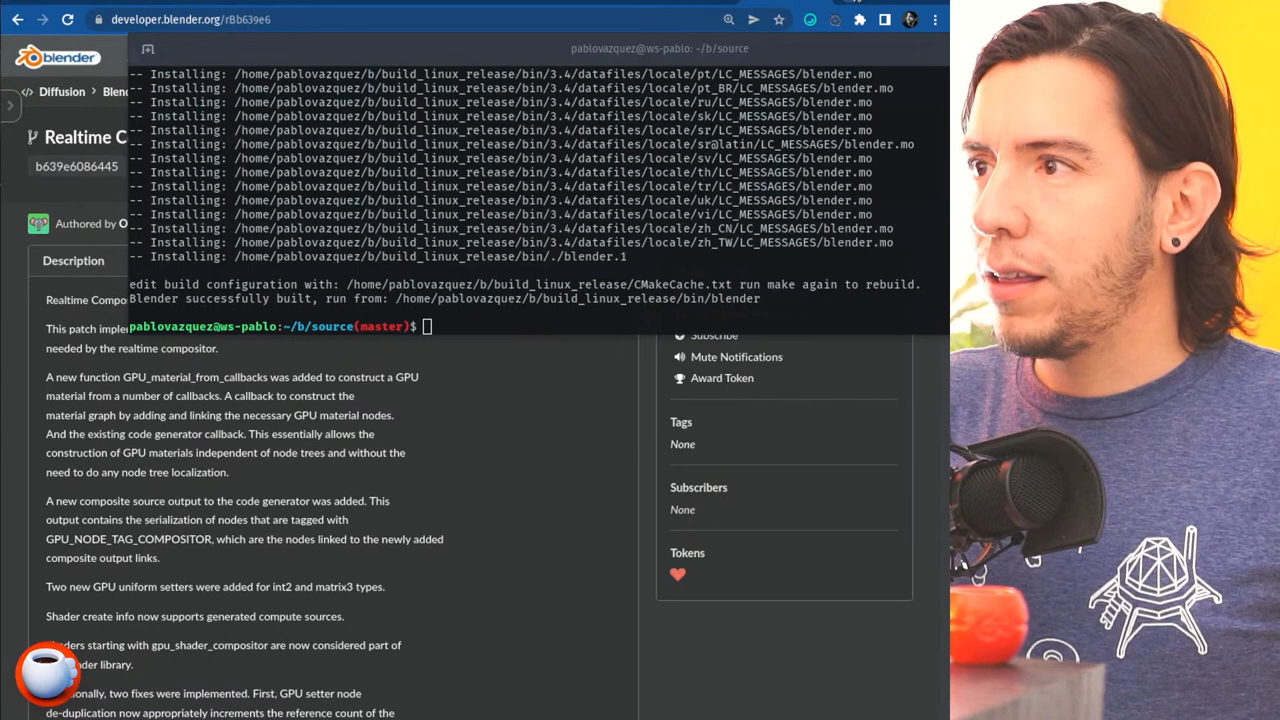 developer.blender.org/rBb639e6
blender
pablovazquez@ws-pablo: ~/b/source
Diffusion
Realtime C
b639e6086445
Authored by O
Description
-- Installing: /home/pablovazquez/b/build_linux_release/bin/3.4/datafiles/locale/pt/LC_MESSAGES/blender.mo
-- Installing: /home/pablovazquez/b/build_linux_release/bin/3.4/datafiles/locale/pt_BR/LC_MESSAGES/blender.mo
-- Installing: /home/pablovazquez/b/build_linux_release/bin/3.4/datafiles/locale/ru/LC_MESSAGES/blender.mo
-- Installing: /home/pablovazquez/b/build_linux_release/bin/3.4/datafiles/locale/sk/LC_MESSAGES/blender.mo
-- Installing: /home/pablovazquez/b/build_linux_release/bin/3.4/datafiles/locale/sr/LC_MESSAGES/blender.mo
-- Installing: /home/pablovazquez/b/build_linux_release/bin/3.4/datafiles/locale/sr@latin/LC_MESSAGES/blender.mo
-- Installing: /home/pablovazquez/b/build_linux_release/bin/3.4/datafiles/locale/sv/LC_MESSAGES/blender.mo
-- Installing: /home/pablovazquez/b/build_linux_release/bin/3.4/datafiles/locale/th/LC_MESSAGES/blender.mo
-- Installing: /home/pablovazquez/b/build_linux_release/bin/3.4/datafiles/locale/tr/LC_MESSAGES/blender.mo
-- Installing: /home/pablovazquez/b/build_linux_release/bin/3.4/datafiles/locale/uk/LC_MESSAGES/blender.mo
-- Installing: /home/pablovazquez/b/build_linux_release/bin/3.4/datafiles/locale/vi/LC_MESSAGES/blender.mo
-- Installing: /home/pablovazquez/b/build_linux_release/bin/3.4/datafiles/locale/zh_CN/LC_MESSAGES/blender.mo
-- Installing: /home/pablovazquez/b/build_linux_release/bin/3.4/datafiles/locale/zh_TW/LC_MESSAGES/blender.mo
-- Installing: /home/pablovazquez/b/build_linux_release/bin/./blender.1
edit build configuration with: /home/pablovazquez/b/build_linux_release/CMakeCache.txt run make again to rebuild.
Blender successfully built, run from: /home/pablovazquez/b/build_linux_release/bin/blender
pablovazquez@ws-pablo:~/b/source(master)$
Realtime Compo
This patch implem
needed by the realtime compositor.
A new function GPU_material_from_callbacks was added to construct a GPU
material from a number of callbacks. A callback to construct the
material graph by adding and linking the necessary GPU material nodes.
And the existing code generator callback. This essentially allows the
construction of GPU materials independent of node trees and without the
need to do any node tree localization.
A new composite source output to the code generator was added. This
output contains the serialization of nodes that are tagged with
GPU_NODE_TAG_COMPOSITOR, which are the nodes linked to the newly added
composite output links.
Two new GPU uniform setters were added for int2 and matrix3 types.
Shader create info now supports generated compute sources.
starting with gpu_shader_compositor are now considered part of
library.
two fixes were implemented. First, GPU setter node
de-duplication now appropriately increments the reference count of the
Subscribe
Mute Notifications
Award Token
Tags
None
Subscribers
None
Tokens